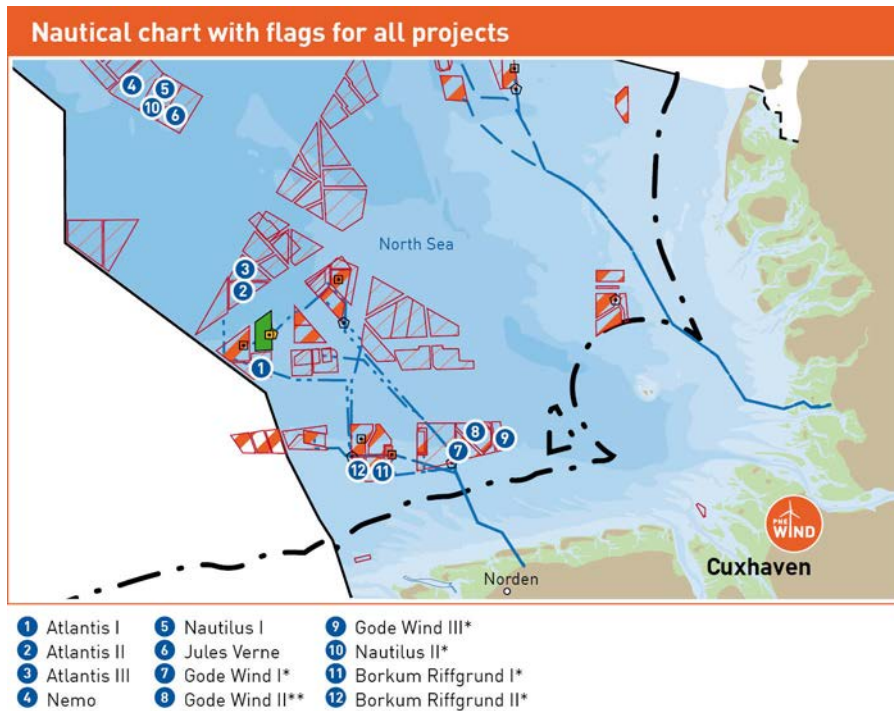 Nautical chart with flags for all projects
4
5
10
6
North Sea
3
2
1
8
9
7
12
11
PNE
WIND
Cuxhaven
Norden
1 Atlantis I
2 Atlantis II
3 Atlantis III
4 Nemo
5 Nautilus I
6 Jules Verne
7 Gode Wind I*
8 Gode Wind II**
9 Gode Wind III*
10 Nautilus II*
11 Borkum Riffgrund I*
12 Borkum Riffgrund II*